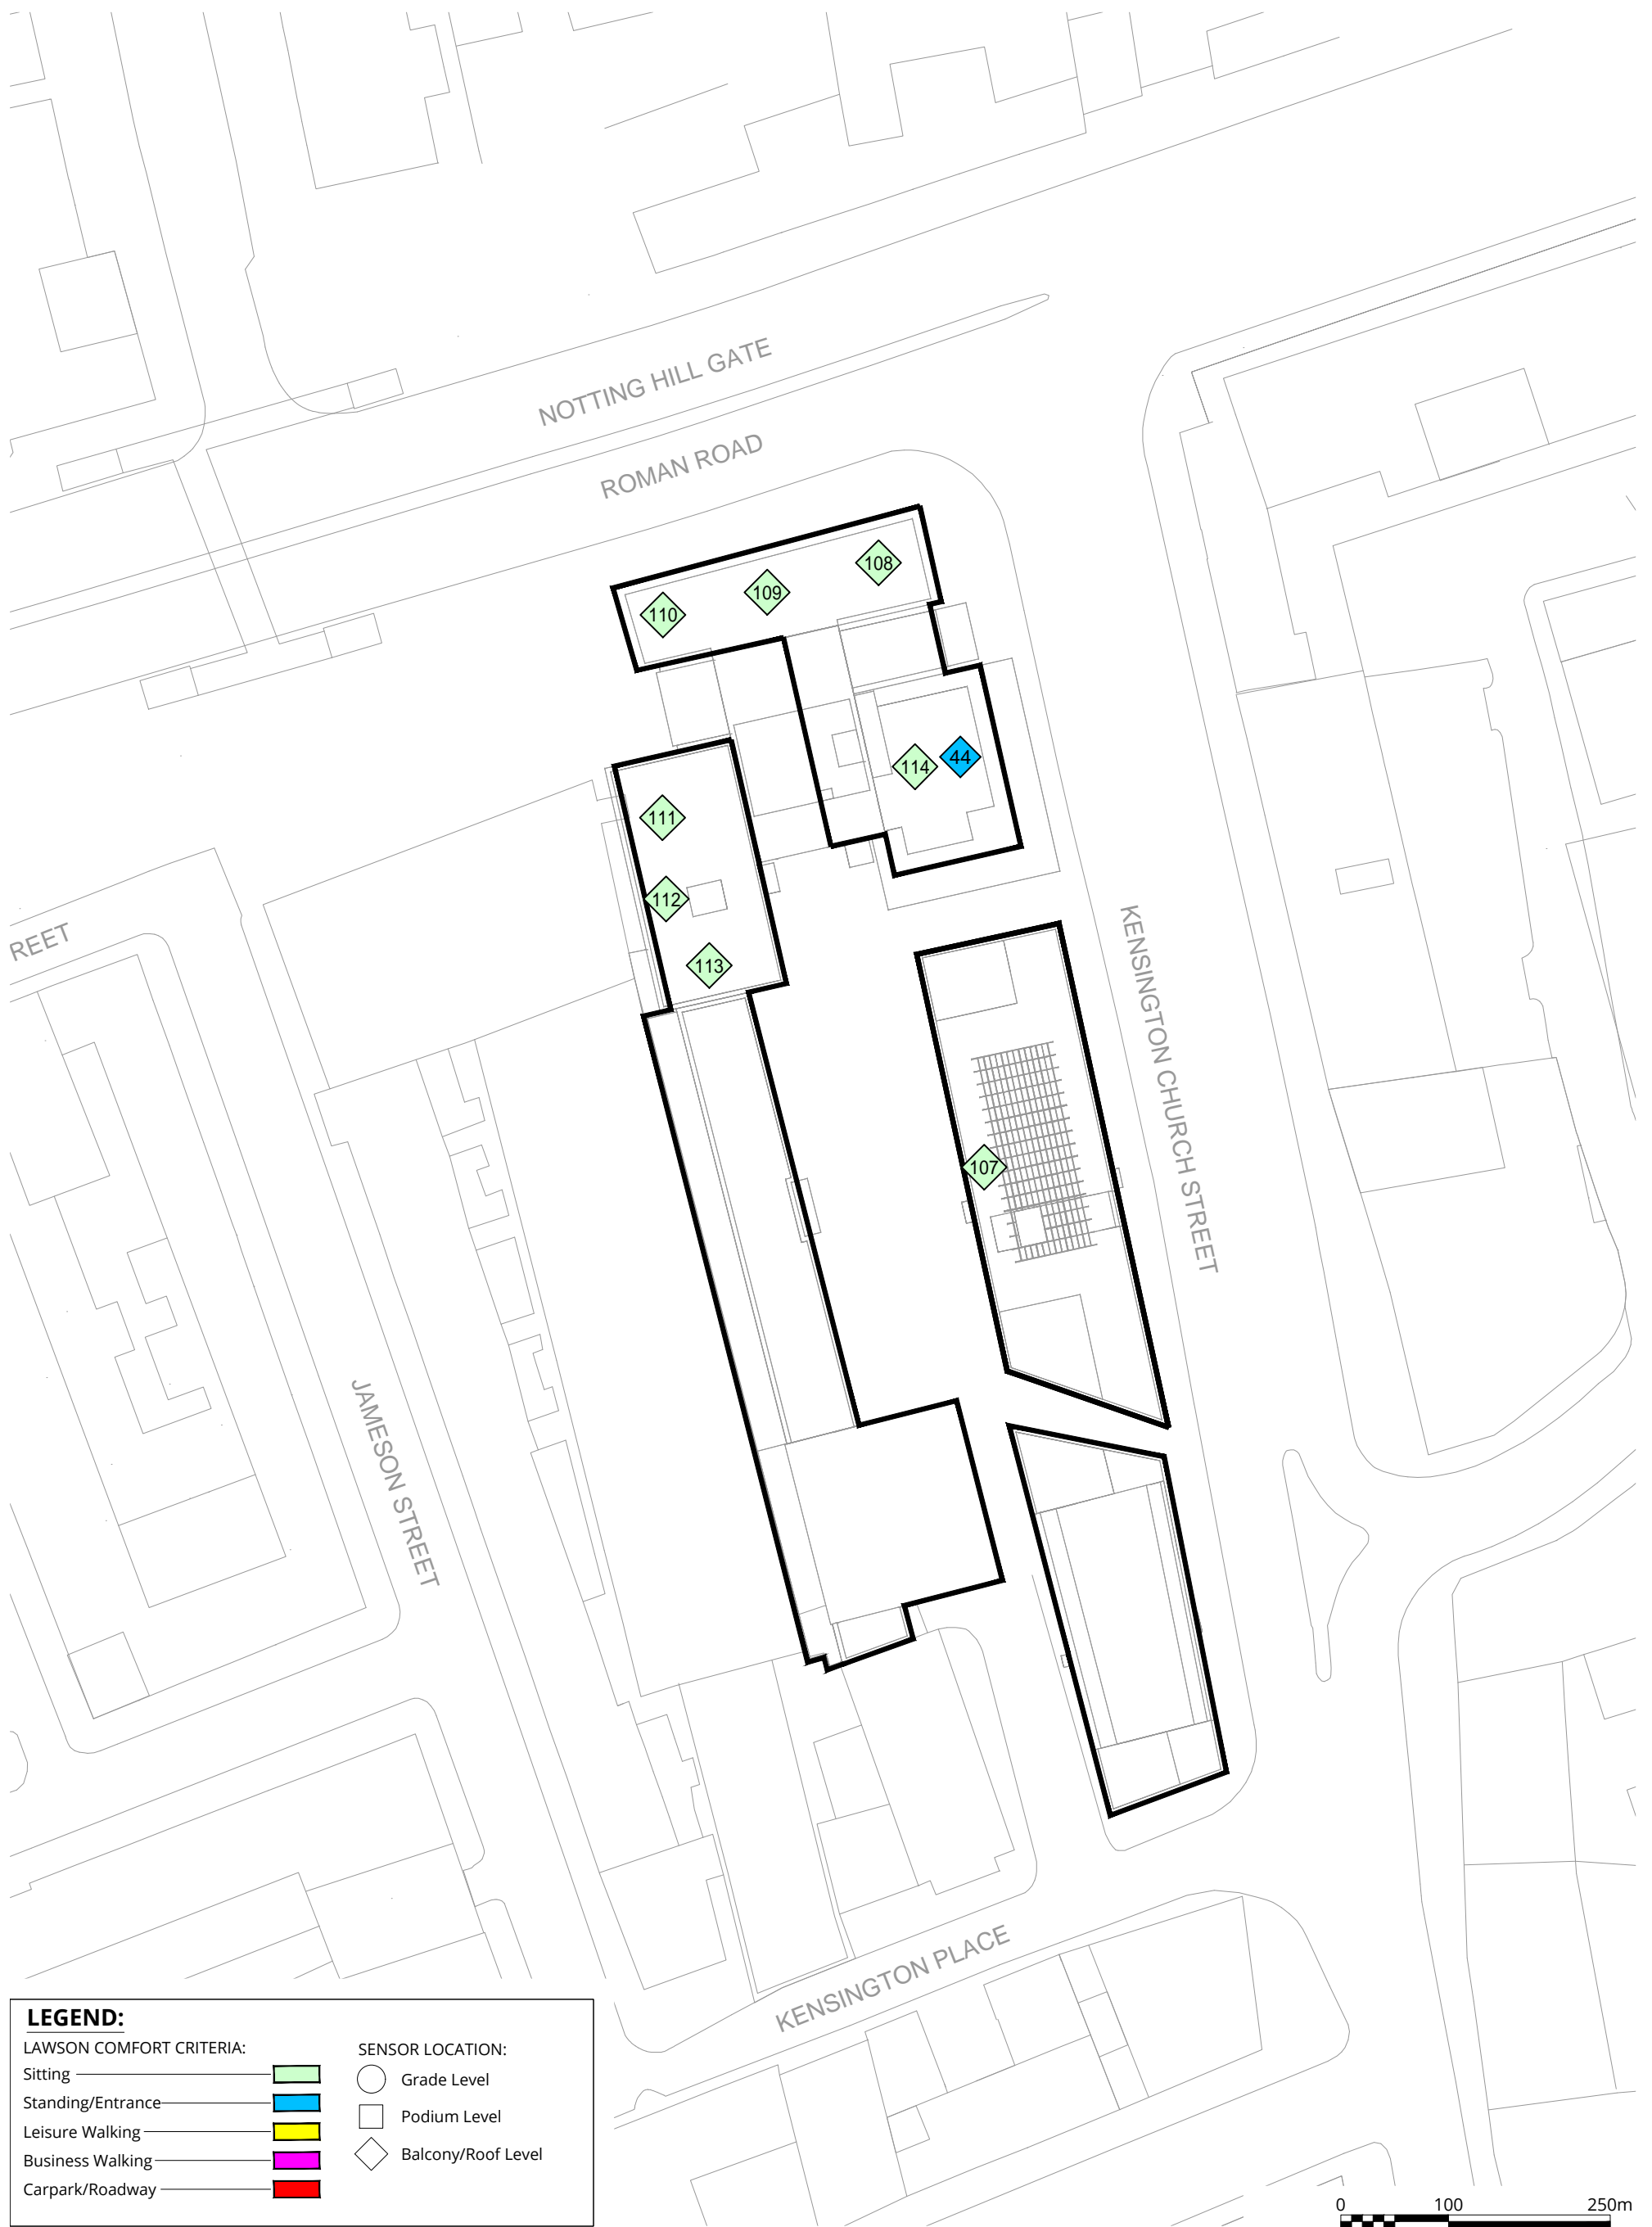 NOTTING HILL GATE
ROMAN ROAD
108
109
110
44
114
111
112
113
REET
KENSINGTON CHURCH STREET
107
JAMESON STREET
KENSINGTON PLACE
LEGEND:
LAWSON COMFORT CRITERIA:
Sitting
Standing/Entrance
Leisure Walking
Business Walking
Carpark/Roadway
SENSOR LOCATION:
Grade Level
Podium Level
Balcony/Roof Level
0 100 250m